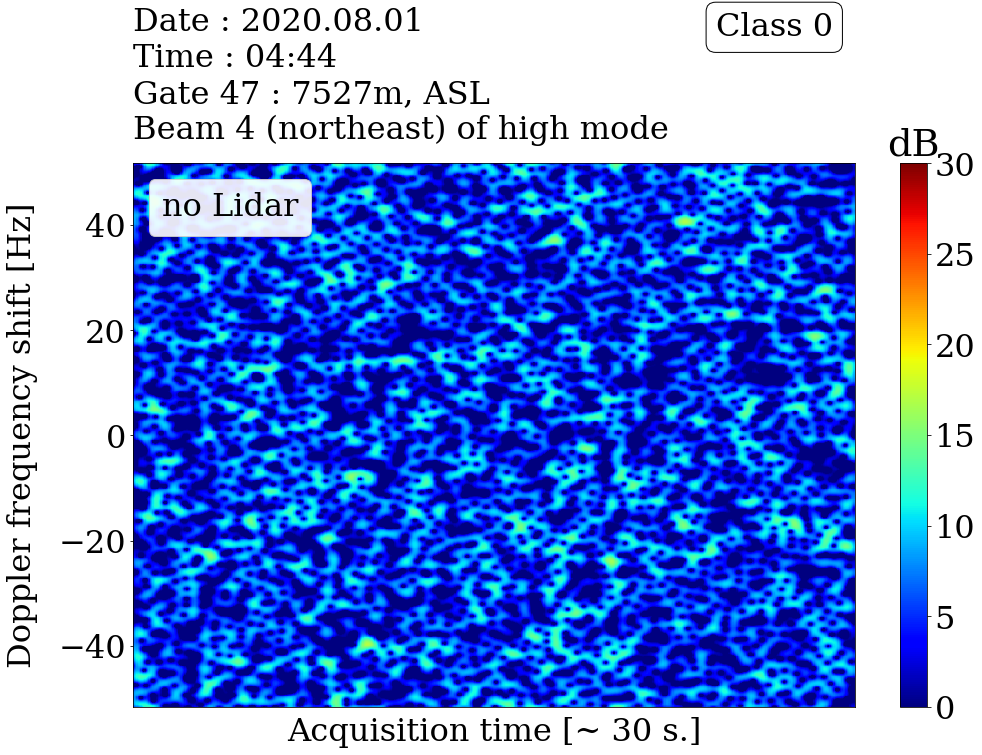 Date : 2020.08.01
Time : 04:44
Gate 47 : 7527m, ASL
Beam 4 (northeast) of high mode
Class 0
dB
no Lidar
Doppler frequency shift [Hz]
40
20
0
−20
−40
Acquisition time [~ 30 s.]
30
25
20
15
10
5
0